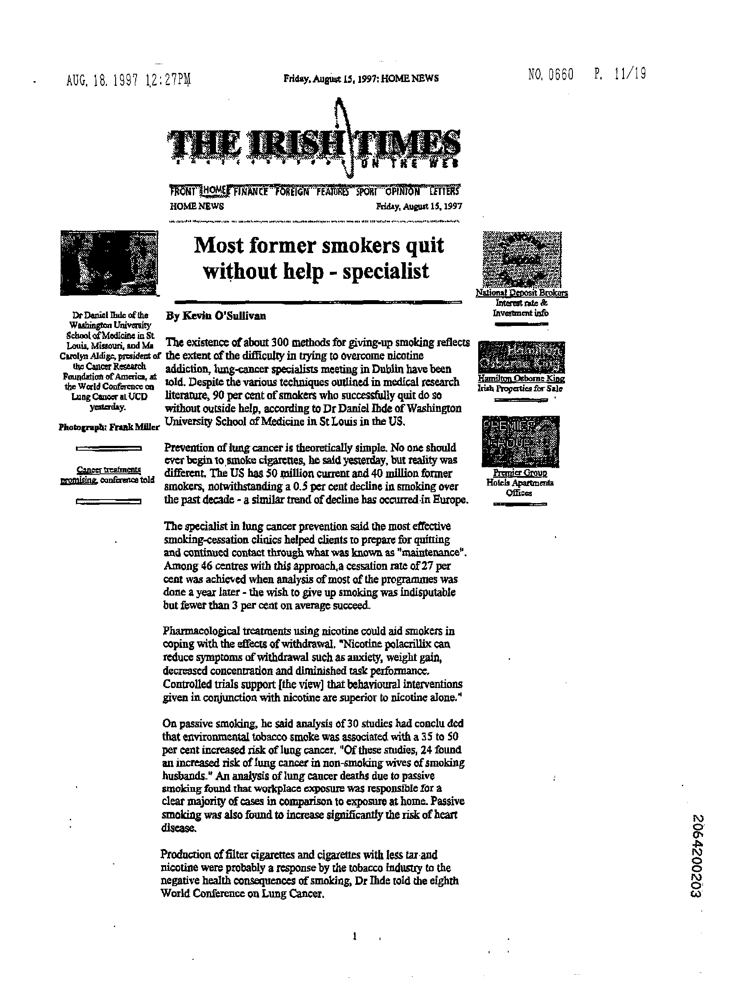 AUG. 18. 1997 12:27PM
Friday, August 15, 1997: HOME NEWS
NO. 0660 P. 11/19
THE IRISH TIMES
ON THE WEB
FRONT HOME FINANCE FOREIGN FEATURES SPORT OPINION LETTERS
HOME NEWS
Friday, August 15, 1997
Most former smokers quit
without help - specialist
Dr Daniel Ihde of the
Washington University
School of Medicine in St
Louis, Missouri, and Ms
Carolyn Aldige, president of
the Cancer Research
Foundation of America, at
the World Conference on
Lung Cancer at UCD
yesterday.
Photograph: Frank Miller
Cancer treatments
promising, conference told
By Kevin O'Sullivan
The existence of about 300 methods for giving-up smoking reflects
the extent of the difficulty in trying to overcome nicotine
addiction, lung-cancer specialists meeting in Dublin have been
told. Despite the various techniques outlined in medical research
literature, 90 per cent of smokers who successfully quit do so
without outside help, according to Dr Daniel Ihde of Washington
University School of Medicine in St Louis in the US.
Prevention of lung cancer is theoretically simple. No one should
ever begin to smoke cigarettes, he said yesterday, but reality was
different. The US has 50 million current and 40 million former
smokers, notwithstanding a 0.5 per cent decline in smoking over
the past decade - a similar trend of decline has occurred in Europe.
The specialist in lung cancer prevention said the most effective
smoking-cessation clinics helped clients to prepare for quitting
and continued contact through what was known as "maintenance".
Among 46 centres with this approach,a cessation rate of 27 per
cent was achieved when analysis of most of the programmes was
done a year later - the wish to give up smoking was indisputable
but fewer than 3 per cent on average succeed.
Pharmacological treatments using nicotine could aid smokers in
coping with the effects of withdrawal. "Nicotine polacrillix can
reduce symptoms of withdrawal such as anxiety, weight gain,
decreased concentration and diminished task performance.
Controlled trials support [the view] that behavioural interventions
given in conjunction with nicotine are superior to nicotine alone."
On passive smoking, he said analysis of 30 studies had conclu ded
that environmental tobacco smoke was associated with a 35 to 50
per cent increased risk of lung cancer. "Of these studies, 24 found
an increased risk of lung cancer in non-smoking wives of smoking
husbands." An analysis of lung cancer deaths due to passive
smoking found that workplace exposure was responsible for a
clear majority of cases in comparison to exposure at home. Passive
smoking was also found to increase significantly the risk of heart
disease.
Production of filter cigarettes and cigarettes with less tar and
nicotine were probably a response by the tobacco industry to the
negative health consequences of smoking, Dr Ihde told the eighth
World Conference on Lung Cancer.
National Deposit
National Deposit Brokers
Interest rate &
Investment info
Hamilton
Osborne King
Hamilton Osborne King
Irish Properties for Sale
PREMIER
GROUP
Premier Group
Hotels Apartments
Offices
2064200203
1